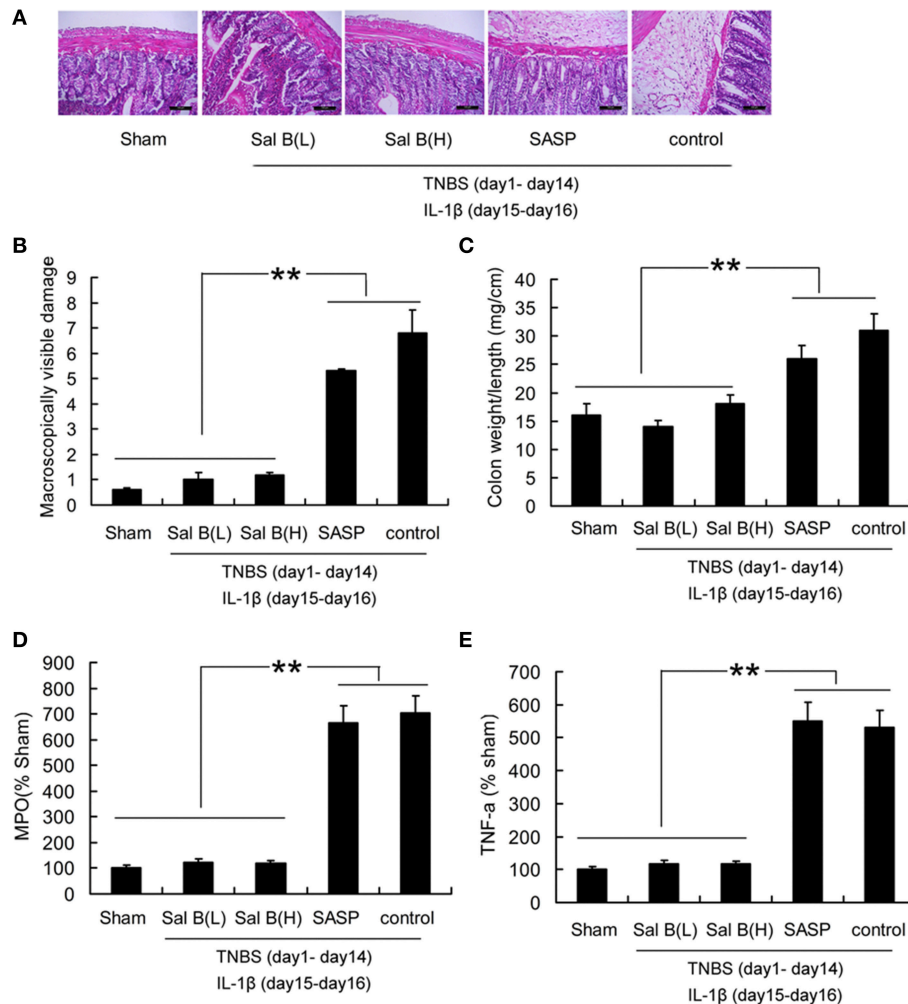 A
Sham Sal B(L) Sal B(H) SASP control
TNBS (day1- day14)
IL-1β (day15-day16)
B
**
Macroscopically visible damage
9
8
7
6
5
4
3
2
1
0
Sham Sal B(L) Sal B(H) SASP control
TNBS (day1- day14)
IL-1β (day15-day16)
C
**
Colon weight/length (mg/cm)
40
35
30
25
20
15
10
5
0
Sham Sal B(L) Sal B(H) SASP control
TNBS (day1- day14)
IL-1β (day15-day16)
D
**
MPO(% Sham)
900
800
700
600
500
400
300
200
100
0
Sham Sal B(L) Sal B(H) SASP control
TNBS (day1- day14)
IL-1β (day15-day16)
E
**
TNF-a (% sham)
700
600
500
400
300
200
100
0
Sham Sal B(L) Sal B(H) SASP control
TNBS (day1- day14)
IL-1β (day15-day16)